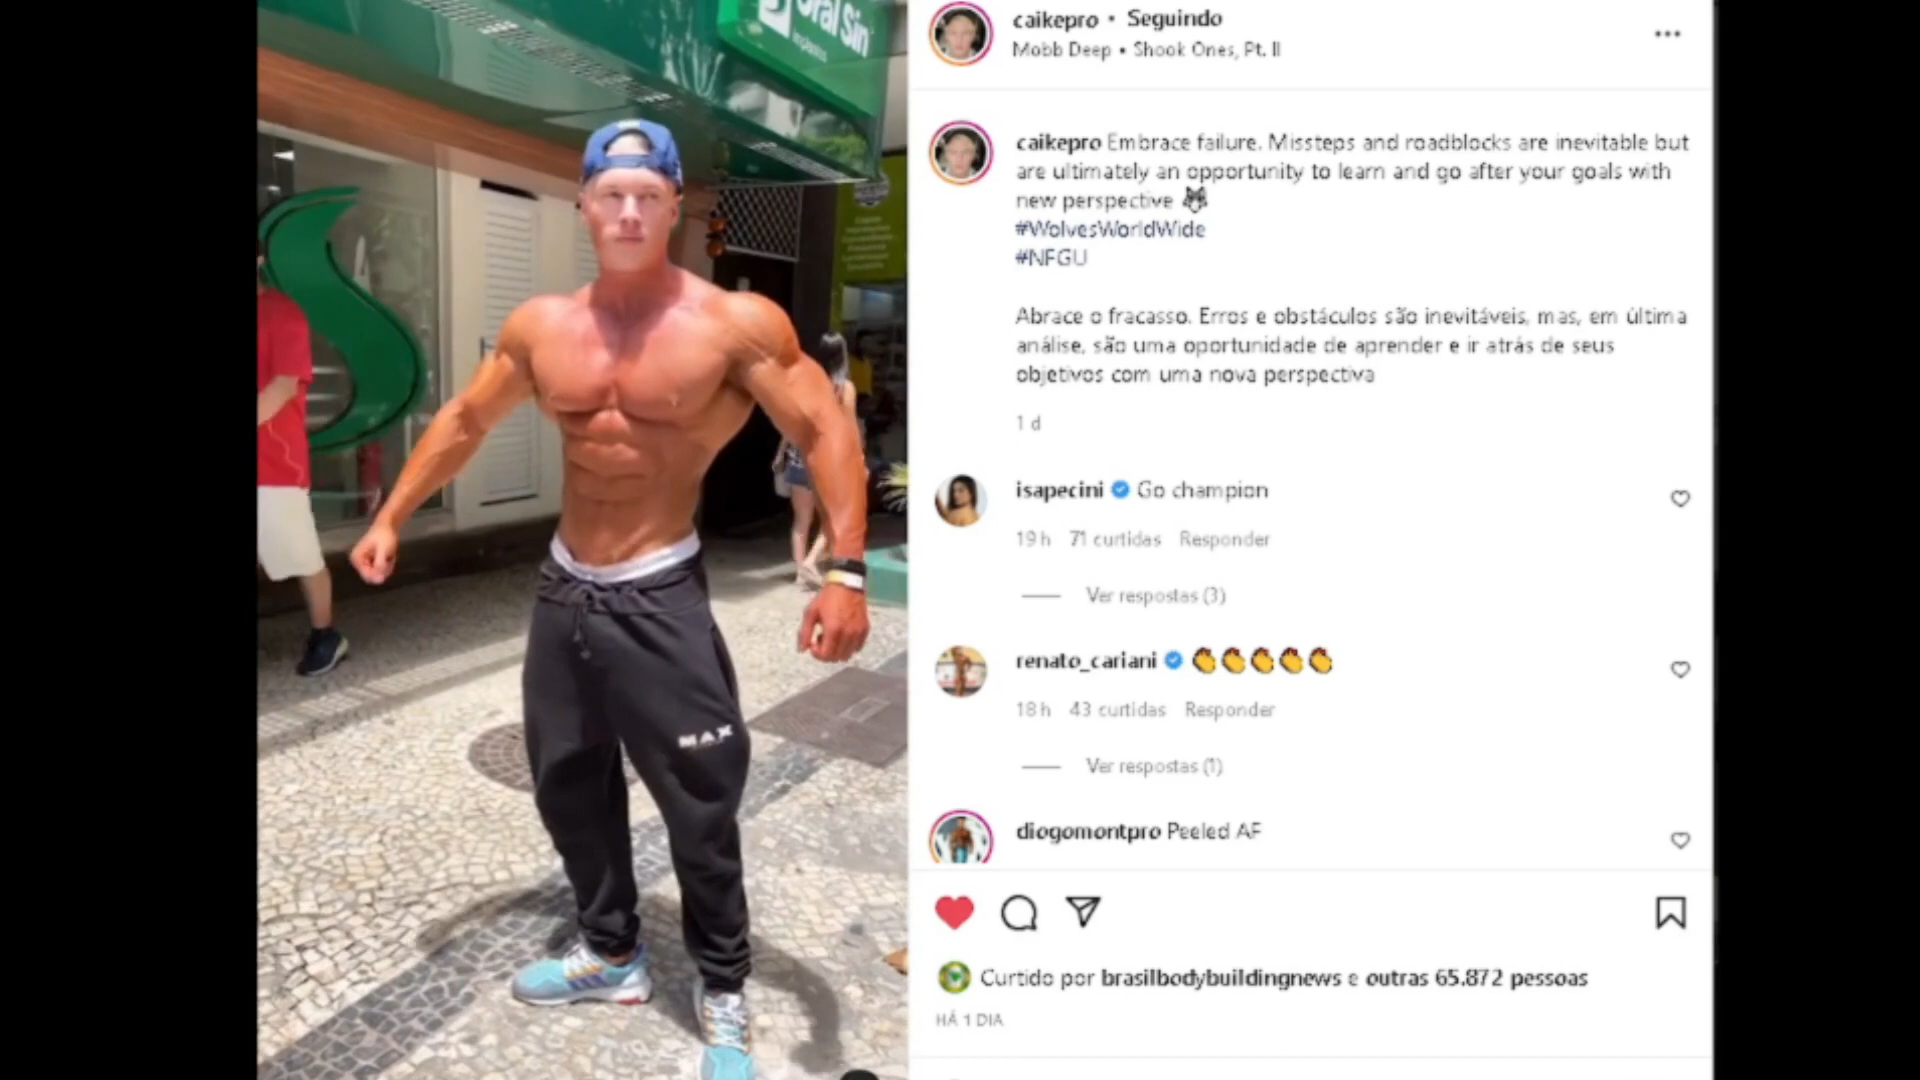 Oral Sin
implantes
caikepro • Seguindo
Mobb Deep • Shook Ones, Pt. II
caikepro Embrace failure. Missteps and roadblocks are inevitable but
are ultimately an opportunity to learn and go after your goals with
new perspective 🐺
#WolvesWorldWide
#NFGU
Abrace o fracasso. Erros e obstáculos são inevitáveis, mas, em última
análise, são uma oportunidade de aprender e ir atrás de seus
objetivos com uma nova perspectiva
1 d
isapecini Go champion
19 h 71 curtidas Responder
Ver respostas (3)
renato_cariani 👏👏👏👏👏
18 h 43 curtidas Responder
Ver respostas (1)
diogomontpro Peeled AF
MAX
Curtido por brasilbodybuildingnews e outras 65.872 pessoas
HÁ 1 DIA